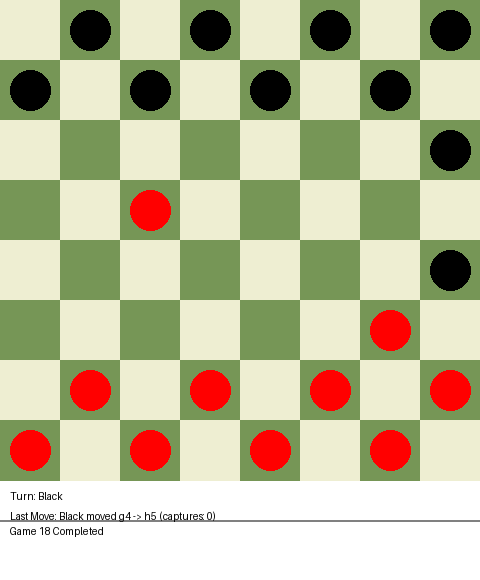 Turn: Black
Last Move: Black moved g4 -> h5 (captures: 0)
Game 18 Completed